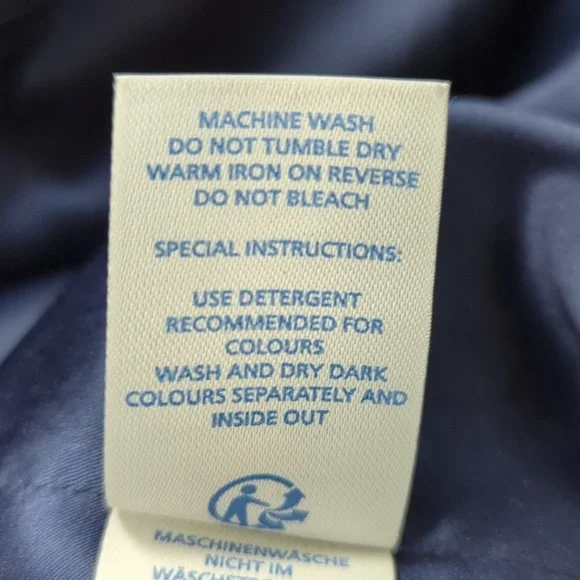 MACHINE WASH
DO NOT TUMBLE DRY
WARM IRON ON REVERSE
DO NOT BLEACH
SPECIAL INSTRUCTIONS:
USE DETERGENT
RECOMMENDED FOR
COLOURS
WASH AND DRY DARK
COLOURS SEPARATELY AND
INSIDE OUT
MASCHINENWÄSCHE
NICHT IM